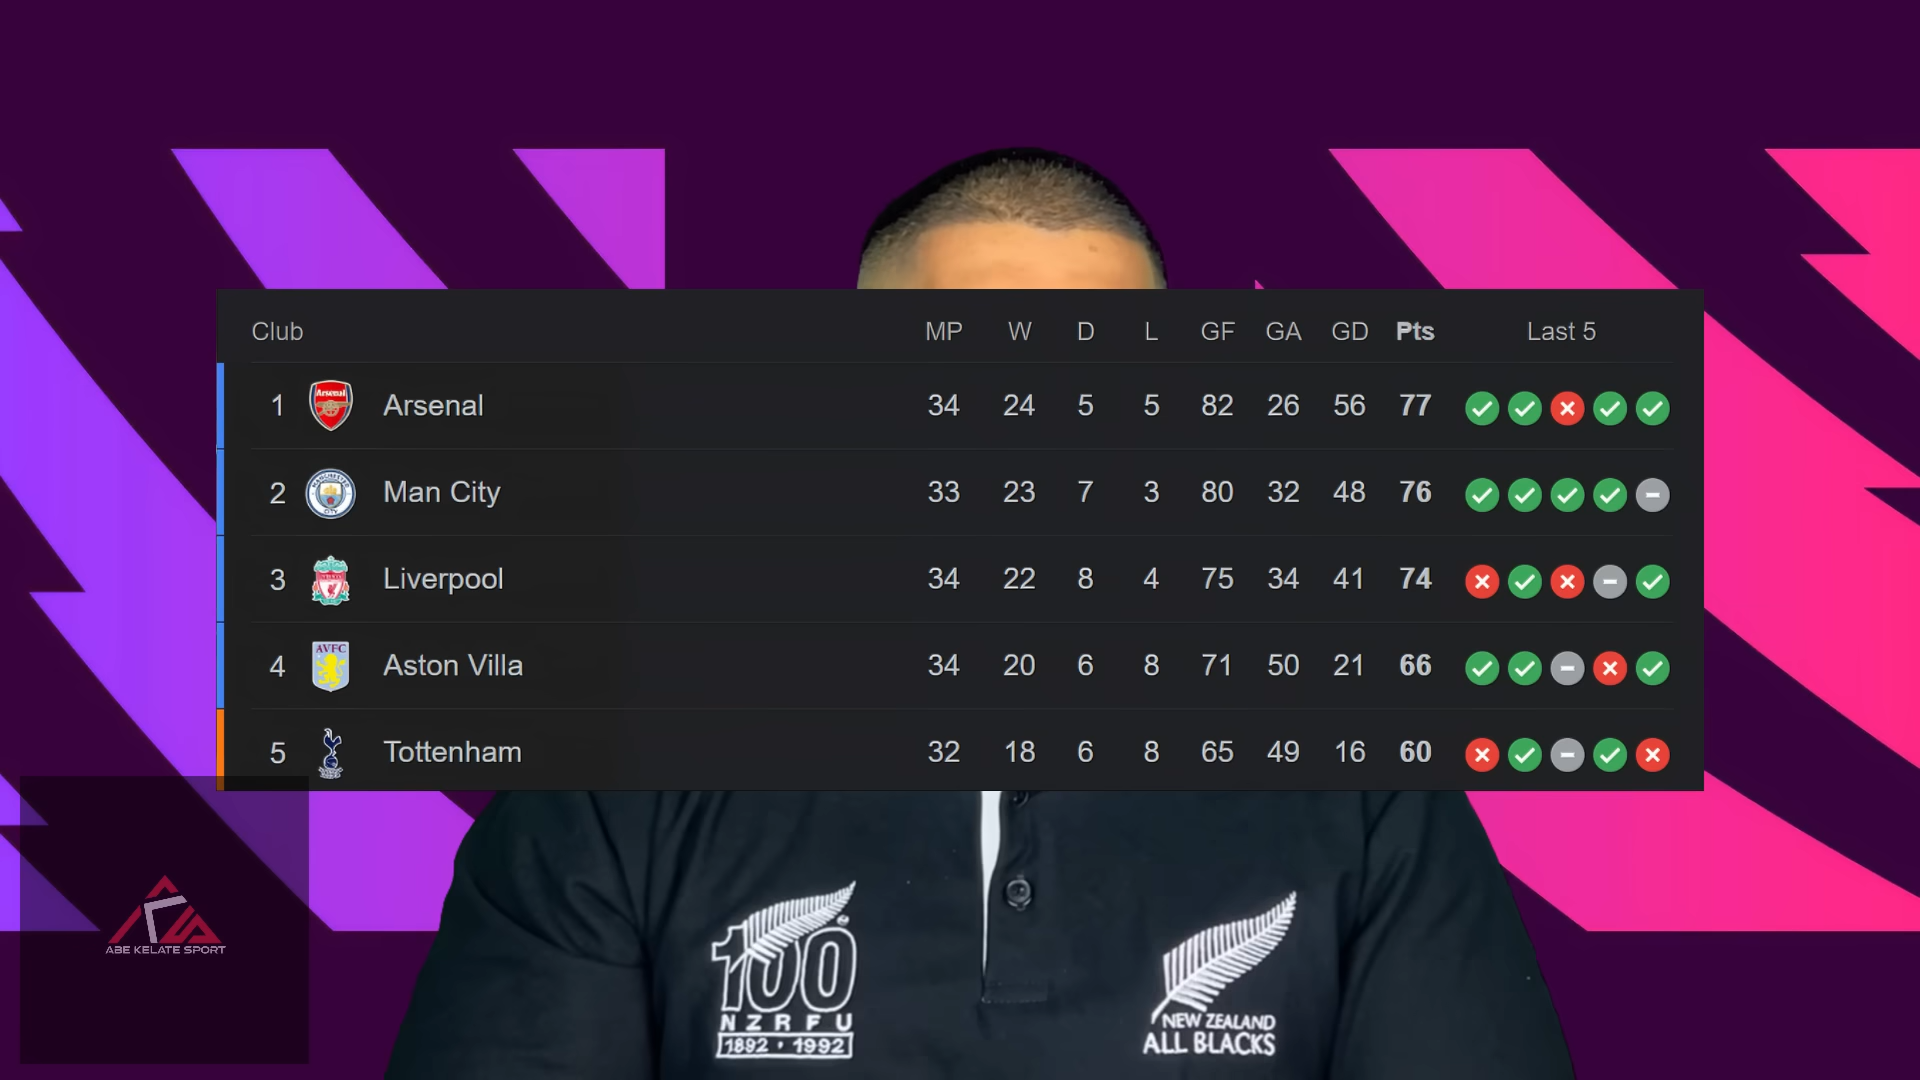 Club MP W D L GF GA GD Pts Last 5
1 Arsenal 34 24 5 5 82 26 56 77
2 Man City 33 23 7 3 80 32 48 76
3 Liverpool 34 22 8 4 75 34 41 74
4 Aston Villa 34 20 6 8 71 50 21 66
5 Tottenham 32 18 6 8 65 49 16 60
Arsenal
AVFC
ABE KELATE SPORT
100
NZRFU
1892 • 1992
NEW ZEALAND
ALL BLACKS